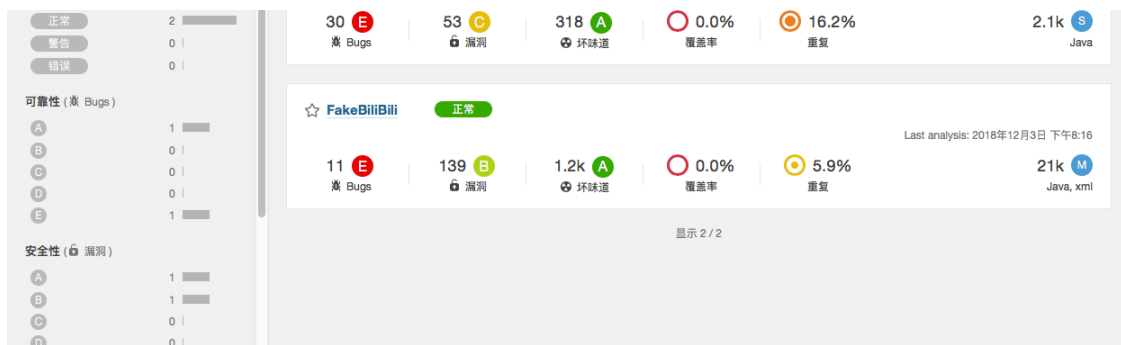 正常 2
警告 0
错误 0
可靠性 ( Bugs )
A 1
B 0
C 0
D 0
E 1
安全性 ( 漏洞 )
A 1
B 1
C 0
D 0
30 E 53 C 318 A 0.0% 16.2% 2.1k S
Bugs 漏洞 坏味道 覆盖率 重复 Java
FakeBiliBili 正常
Last analysis: 2018年12月3日 下午8:16
11 E 139 B 1.2k A 0.0% 5.9% 21k M
Bugs 漏洞 坏味道 覆盖率 重复 Java, xml
显示 2 / 2